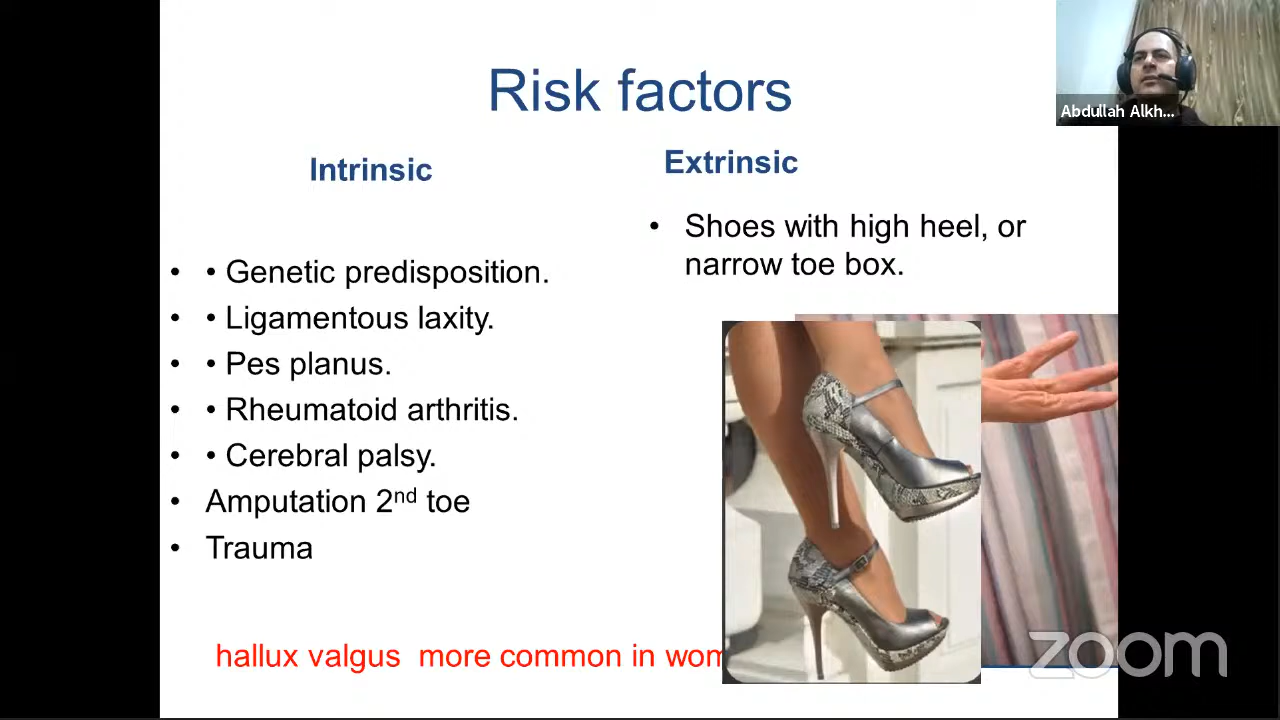 Risk factors
Intrinsic
• • Genetic predisposition.
• • Ligamentous laxity.
• • Pes planus.
• • Rheumatoid arthritis.
• • Cerebral palsy.
• Amputation 2nd toe
• Trauma
Extrinsic
• Shoes with high heel, or
narrow toe box.
hallux valgus more common in
Abdullah Alkh...
zoom